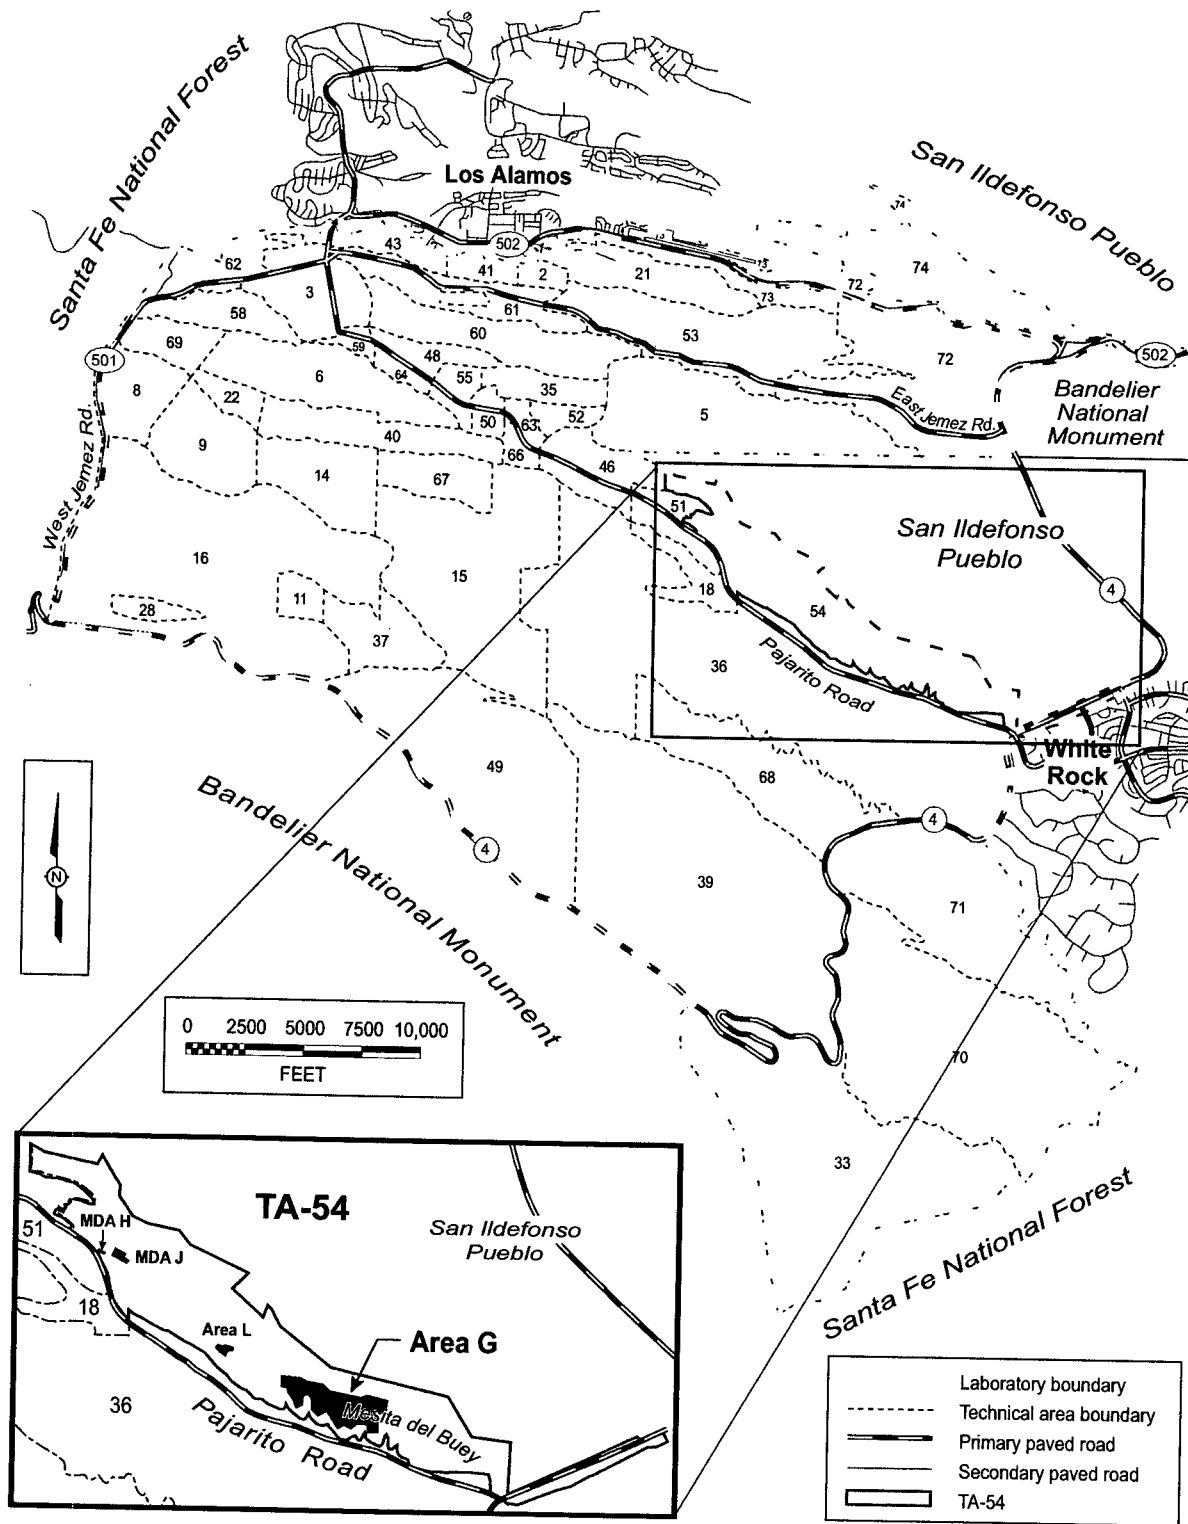 Santa Fe National Forest
Los Alamos
San Ildefonso Pueblo
74
502
43
62
41
2
21
73
73
72
74
3
58
61
60
53
72
502
69
59
48
501
64
55
35
6
8
22
East Jemez Rd.
Bandelier
National
Monument
50
63
52
5
9
40
66
46
14
67
West Jemez Rd.
51
San Ildefonso
Pueblo
16
15
18
4
28
11
54
37
36
Pajarito Road
White
Rock
49
68
Bandelier National Monument
4
4
N
39
71
0 2500 5000 7500 10,000
FEET
70
33
Santa Fe National Forest
TA-54
San Ildefonso
Pueblo
MDA H
51
MDA J
18
Area L
Area G
36
Mesita del Buey
Pajarito Road
Laboratory boundary
Technical area boundary
Primary paved road
Secondary paved road
TA-54